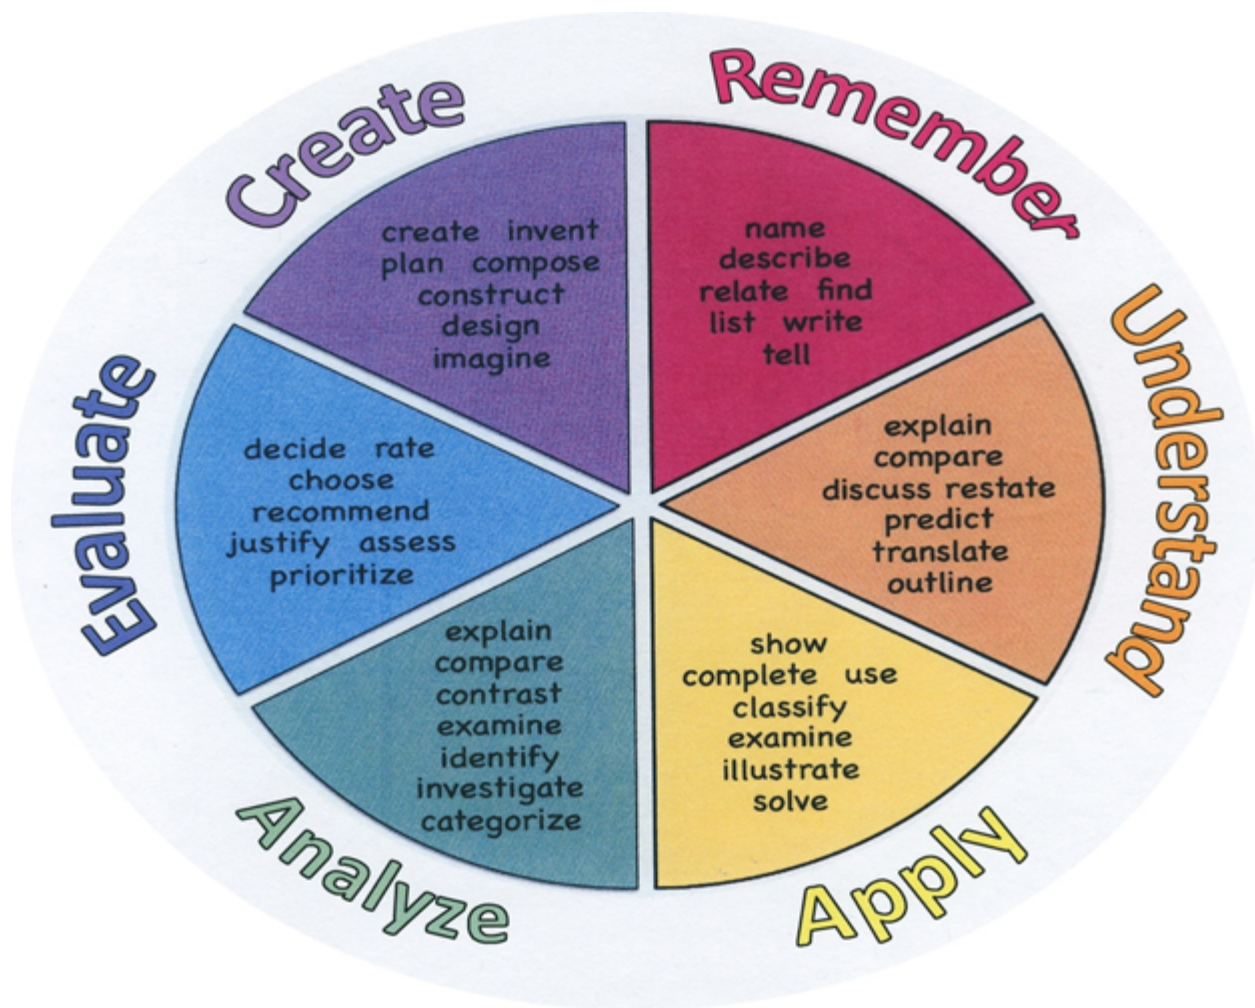 Remember
name
describe
relate find
list write
tell
Understand
explain
compare
discuss restate
predict
translate
outline
Apply
show
complete use
classify
examine
illustrate
solve
Analyze
explain
compare
contrast
examine
identify
investigate
categorize
Evaluate
decide rate
choose
recommend
justify assess
prioritize
Create
create invent
plan compose
construct
design
imagine